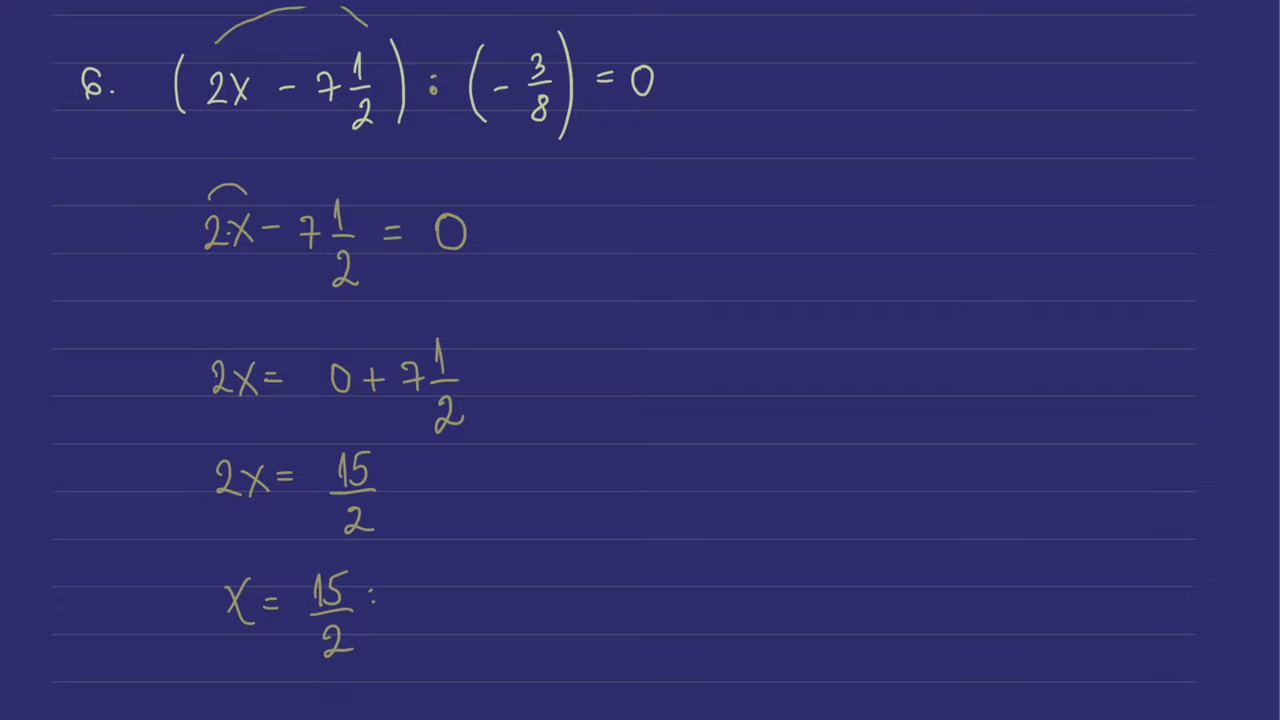 6. (2x - 7 1/2) : (- 3/8) = 0
2·x - 7 1/2 = 0
2x = 0 + 7 1/2
2x = 15/2
x = 15/2 :